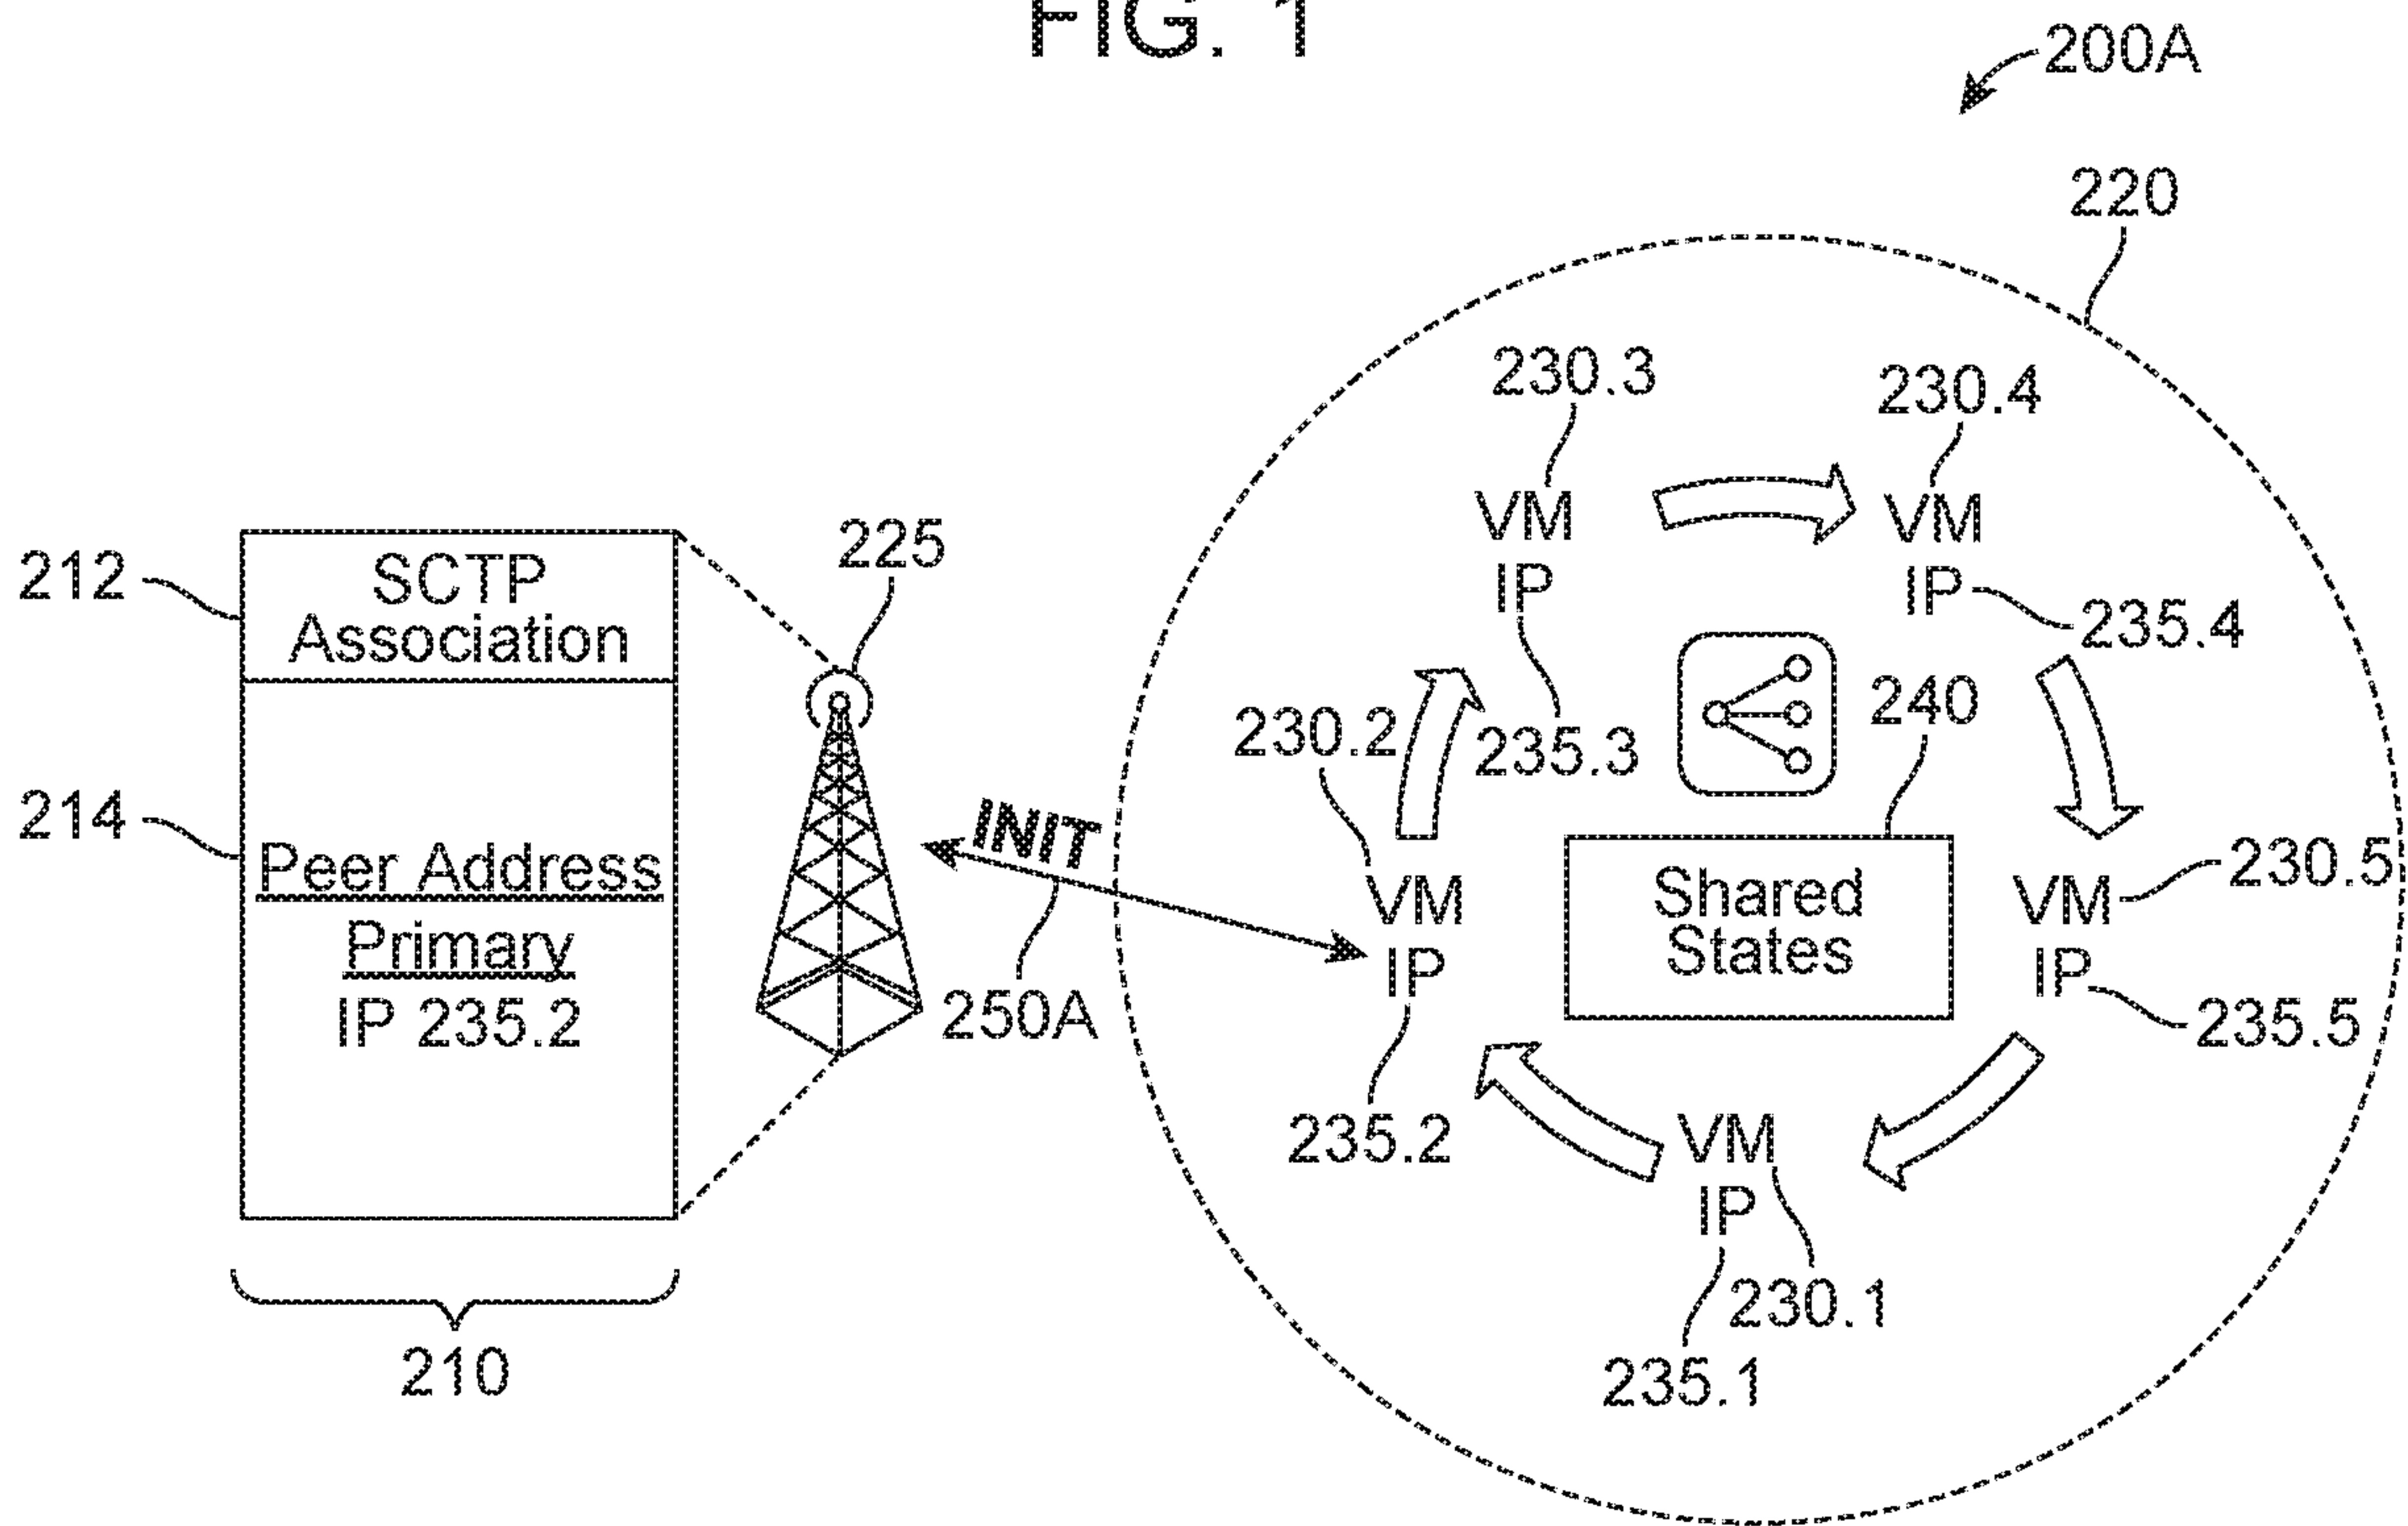 FIG. 1
200A
220
230.3
230.4
VM
IP
VM
IP
235.4
212
SCTP
Association
225
230.2
235.3
240
214
Peer Address
Primary
IP 235.2
INIT
250A
VM
IP
Shared
States
VM
IP
230.5
235.5
235.2
VM
IP
230.1
235.1
210